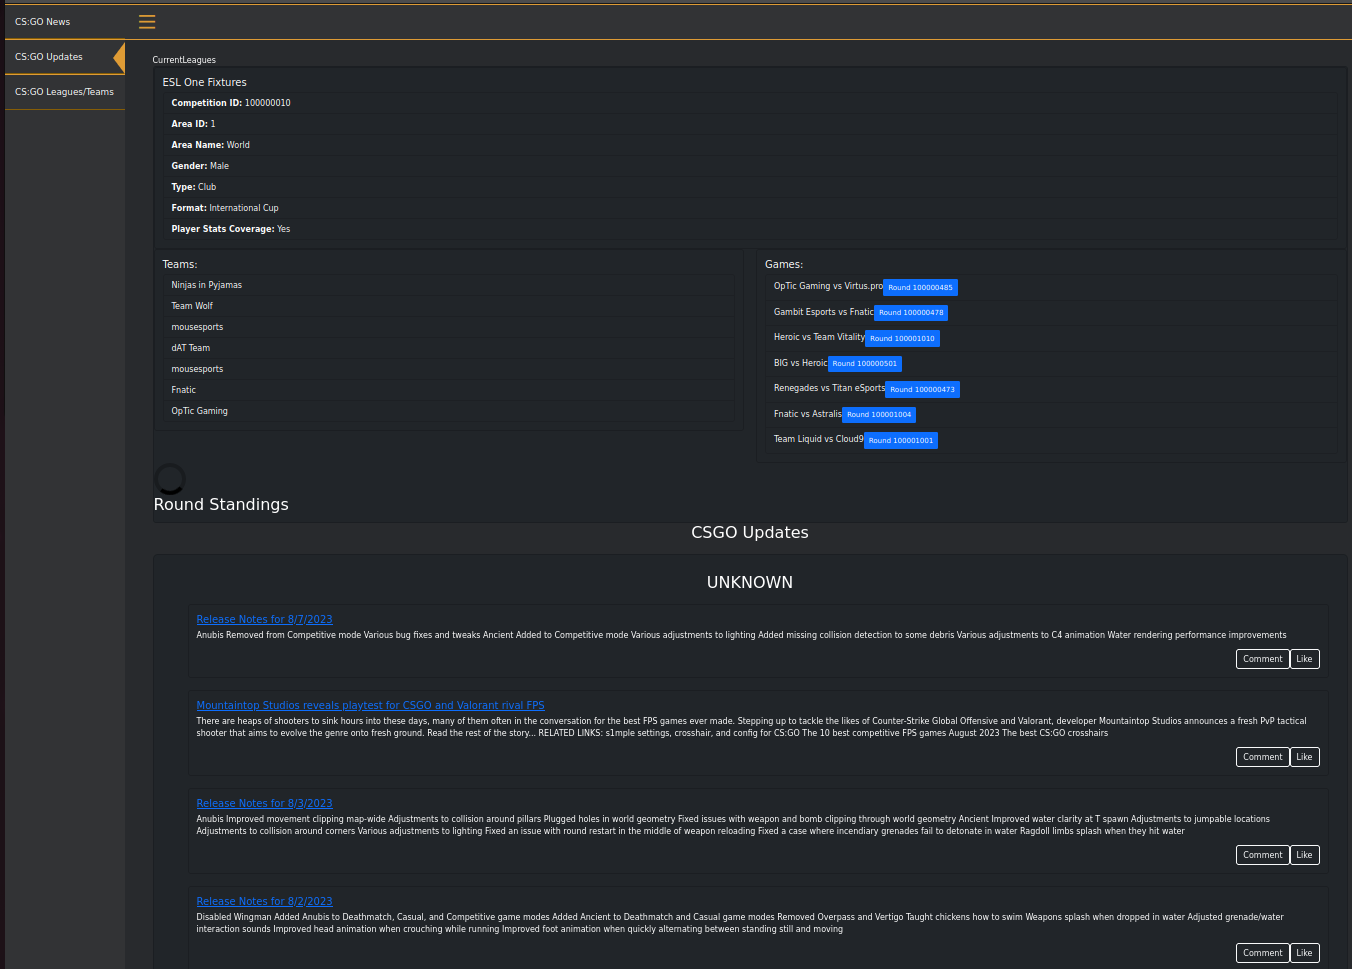 CS:GO News
CS:GO Updates
CS:GO Leagues/Teams
CurrentLeagues
ESL One Fixtures
Competition ID: 100000010
Area ID: 1
Area Name: World
Gender: Male
Type: Club
Format: International Cup
Player Stats Coverage: Yes
Teams:
Ninjas in Pyjamas
Team Wolf
mousesports
dAT Team
mousesports
Fnatic
OpTic Gaming
Games:
OpTic Gaming vs Virtus.pro Round 100000485
Gambit Esports vs Fnatic Round 100000478
Heroic vs Team Vitality Round 100001010
BIG vs Heroic Round 100000501
Renegades vs Titan eSports Round 100000473
Fnatic vs Astralis Round 100001004
Team Liquid vs Cloud9 Round 100001001
Round Standings
CSGO Updates
UNKNOWN
Release Notes for 8/7/2023
Anubis Removed from Competitive mode Various bug fixes and tweaks Ancient Added to Competitive mode Various adjustments to lighting Added missing collision detection to some debris Various adjustments to C4 animation Water rendering performance improvements
Comment Like
Mountaintop Studios reveals playtest for CSGO and Valorant rival FPS
There are heaps of shooters to sink hours into these days, many of them often in the conversation for the best FPS games ever made. Stepping up to tackle the likes of Counter-Strike Global Offensive and Valorant, developer Mountaintop Studios announces a fresh PvP tactical
shooter that aims to evolve the genre onto fresh ground. Read the rest of the story... RELATED LINKS: s1mple settings, crosshair, and config for CS:GO The 10 best competitive FPS games August 2023 The best CS:GO crosshairs
Comment Like
Release Notes for 8/3/2023
Anubis Improved movement clipping map-wide Adjustments to collision around pillars Plugged holes in world geometry Fixed issues with weapon and bomb clipping through world geometry Ancient Improved water clarity at T spawn Adjustments to jumpable locations
Adjustments to collision around corners Various adjustments to lighting Fixed an issue with round restart in the middle of weapon reloading Fixed a case where incendiary grenades fail to detonate in water Ragdoll limbs splash when they hit water
Comment Like
Release Notes for 8/2/2023
Disabled Wingman Added Anubis to Deathmatch, Casual, and Competitive game modes Added Ancient to Deathmatch and Casual game modes Removed Overpass and Vertigo Taught chickens how to swim Weapons splash when dropped in water Adjusted grenade/water
interaction sounds Improved head animation when crouching while running Improved foot animation when quickly alternating between standing still and moving
Comment Like